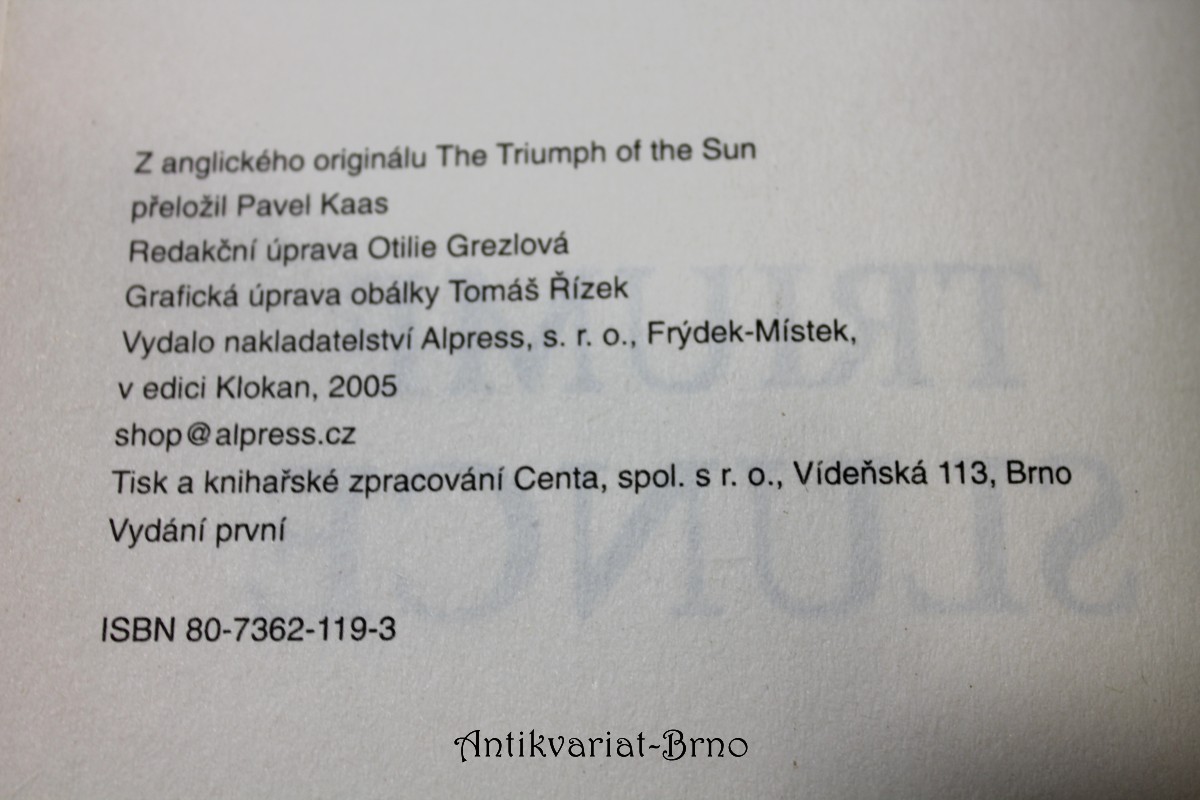 Z anglického originálu The Triumph of the Sun
přeložil Pavel Kaas
Redakční úprava Otilie Grezlová
Grafická úprava obálky Tomáš Řízek
Vydalo nakladatelství Alpress, s. r. o., Frýdek-Místek,
v edici Klokan, 2005
shop@alpress.cz
Tisk a knihařské zpracování Centa, spol. s r. o., Vídeňská 113, Brno
Vydání první
ISBN 80-7362-119-3
TRIUMF
SLUNCE
Antikvariat-Brno